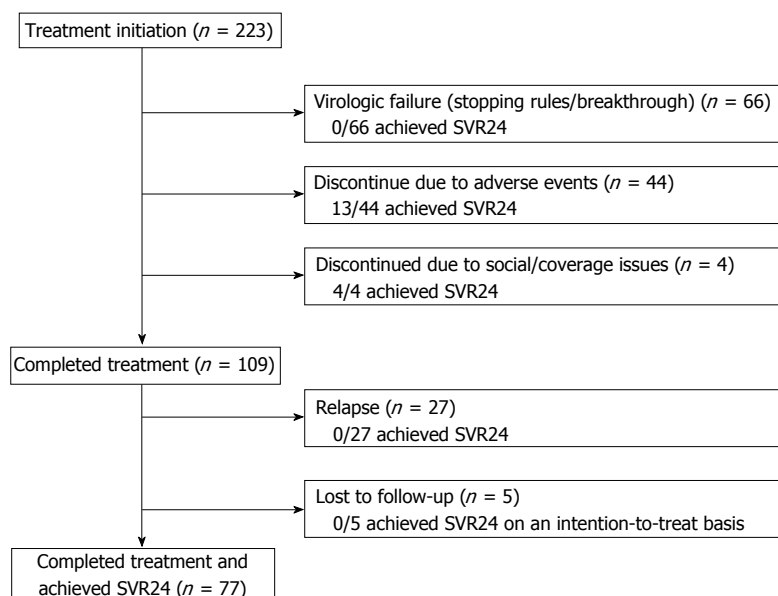 Treatment initiation (n = 223)
Virologic failure (stopping rules/breakthrough) (n = 66)
0/66 achieved SVR24
Discontinue due to adverse events (n = 44)
13/44 achieved SVR24
Discontinued due to social/coverage issues (n = 4)
4/4 achieved SVR24
Completed treatment (n = 109)
Relapse (n = 27)
0/27 achieved SVR24
Lost to follow-up (n = 5)
0/5 achieved SVR24 on an intention-to-treat basis
Completed treatment and
achieved SVR24 (n = 77)